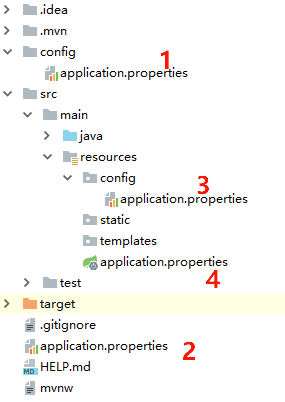 .idea
.mvn
config
1
application.properties
src
main
java
resources
config
3
application.properties
static
templates
application.properties
4
test
target
.gitignore
application.properties
2
MD
HELP.md
mvnw